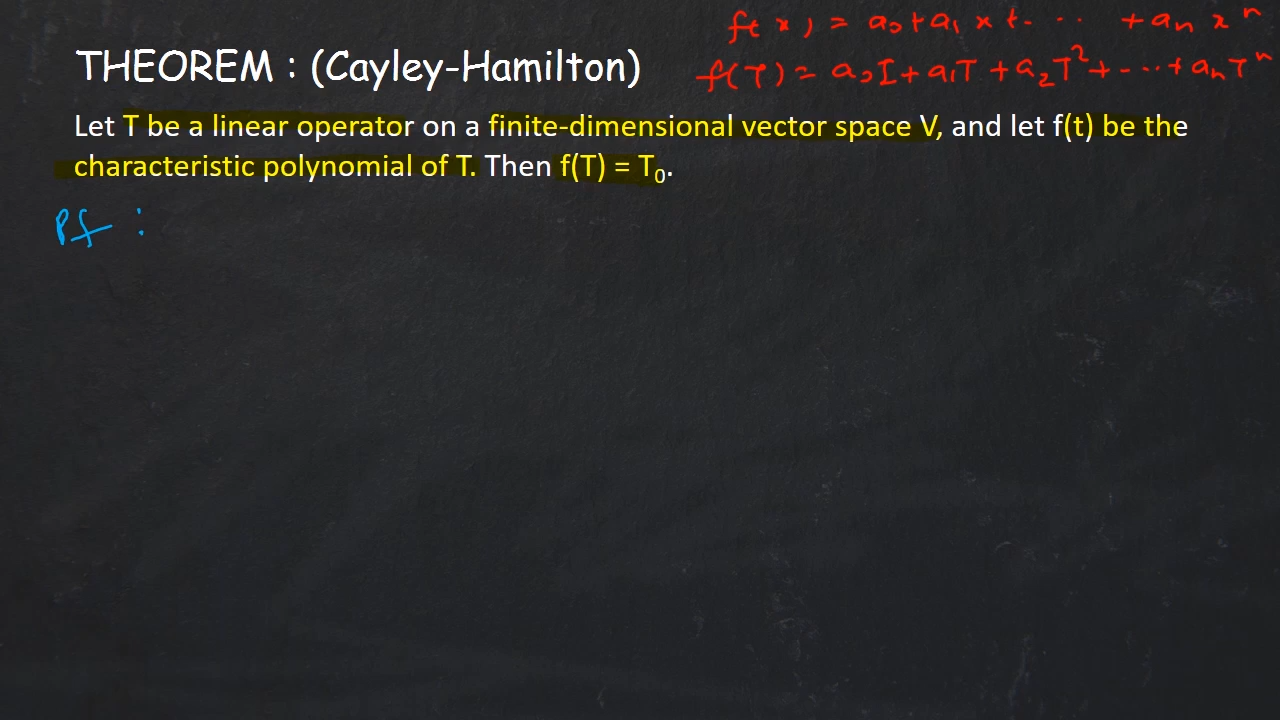 f(x) = a₀ + a₁x + ... + aₙxⁿ
THEOREM : (Cayley-Hamilton)
f(T) = a₀I + a₁T + a₂T² + ... + aₙTⁿ
Let T be a linear operator on a finite-dimensional vector space V, and let f(t) be the
characteristic polynomial of T. Then f(T) = T₀.
Pf :